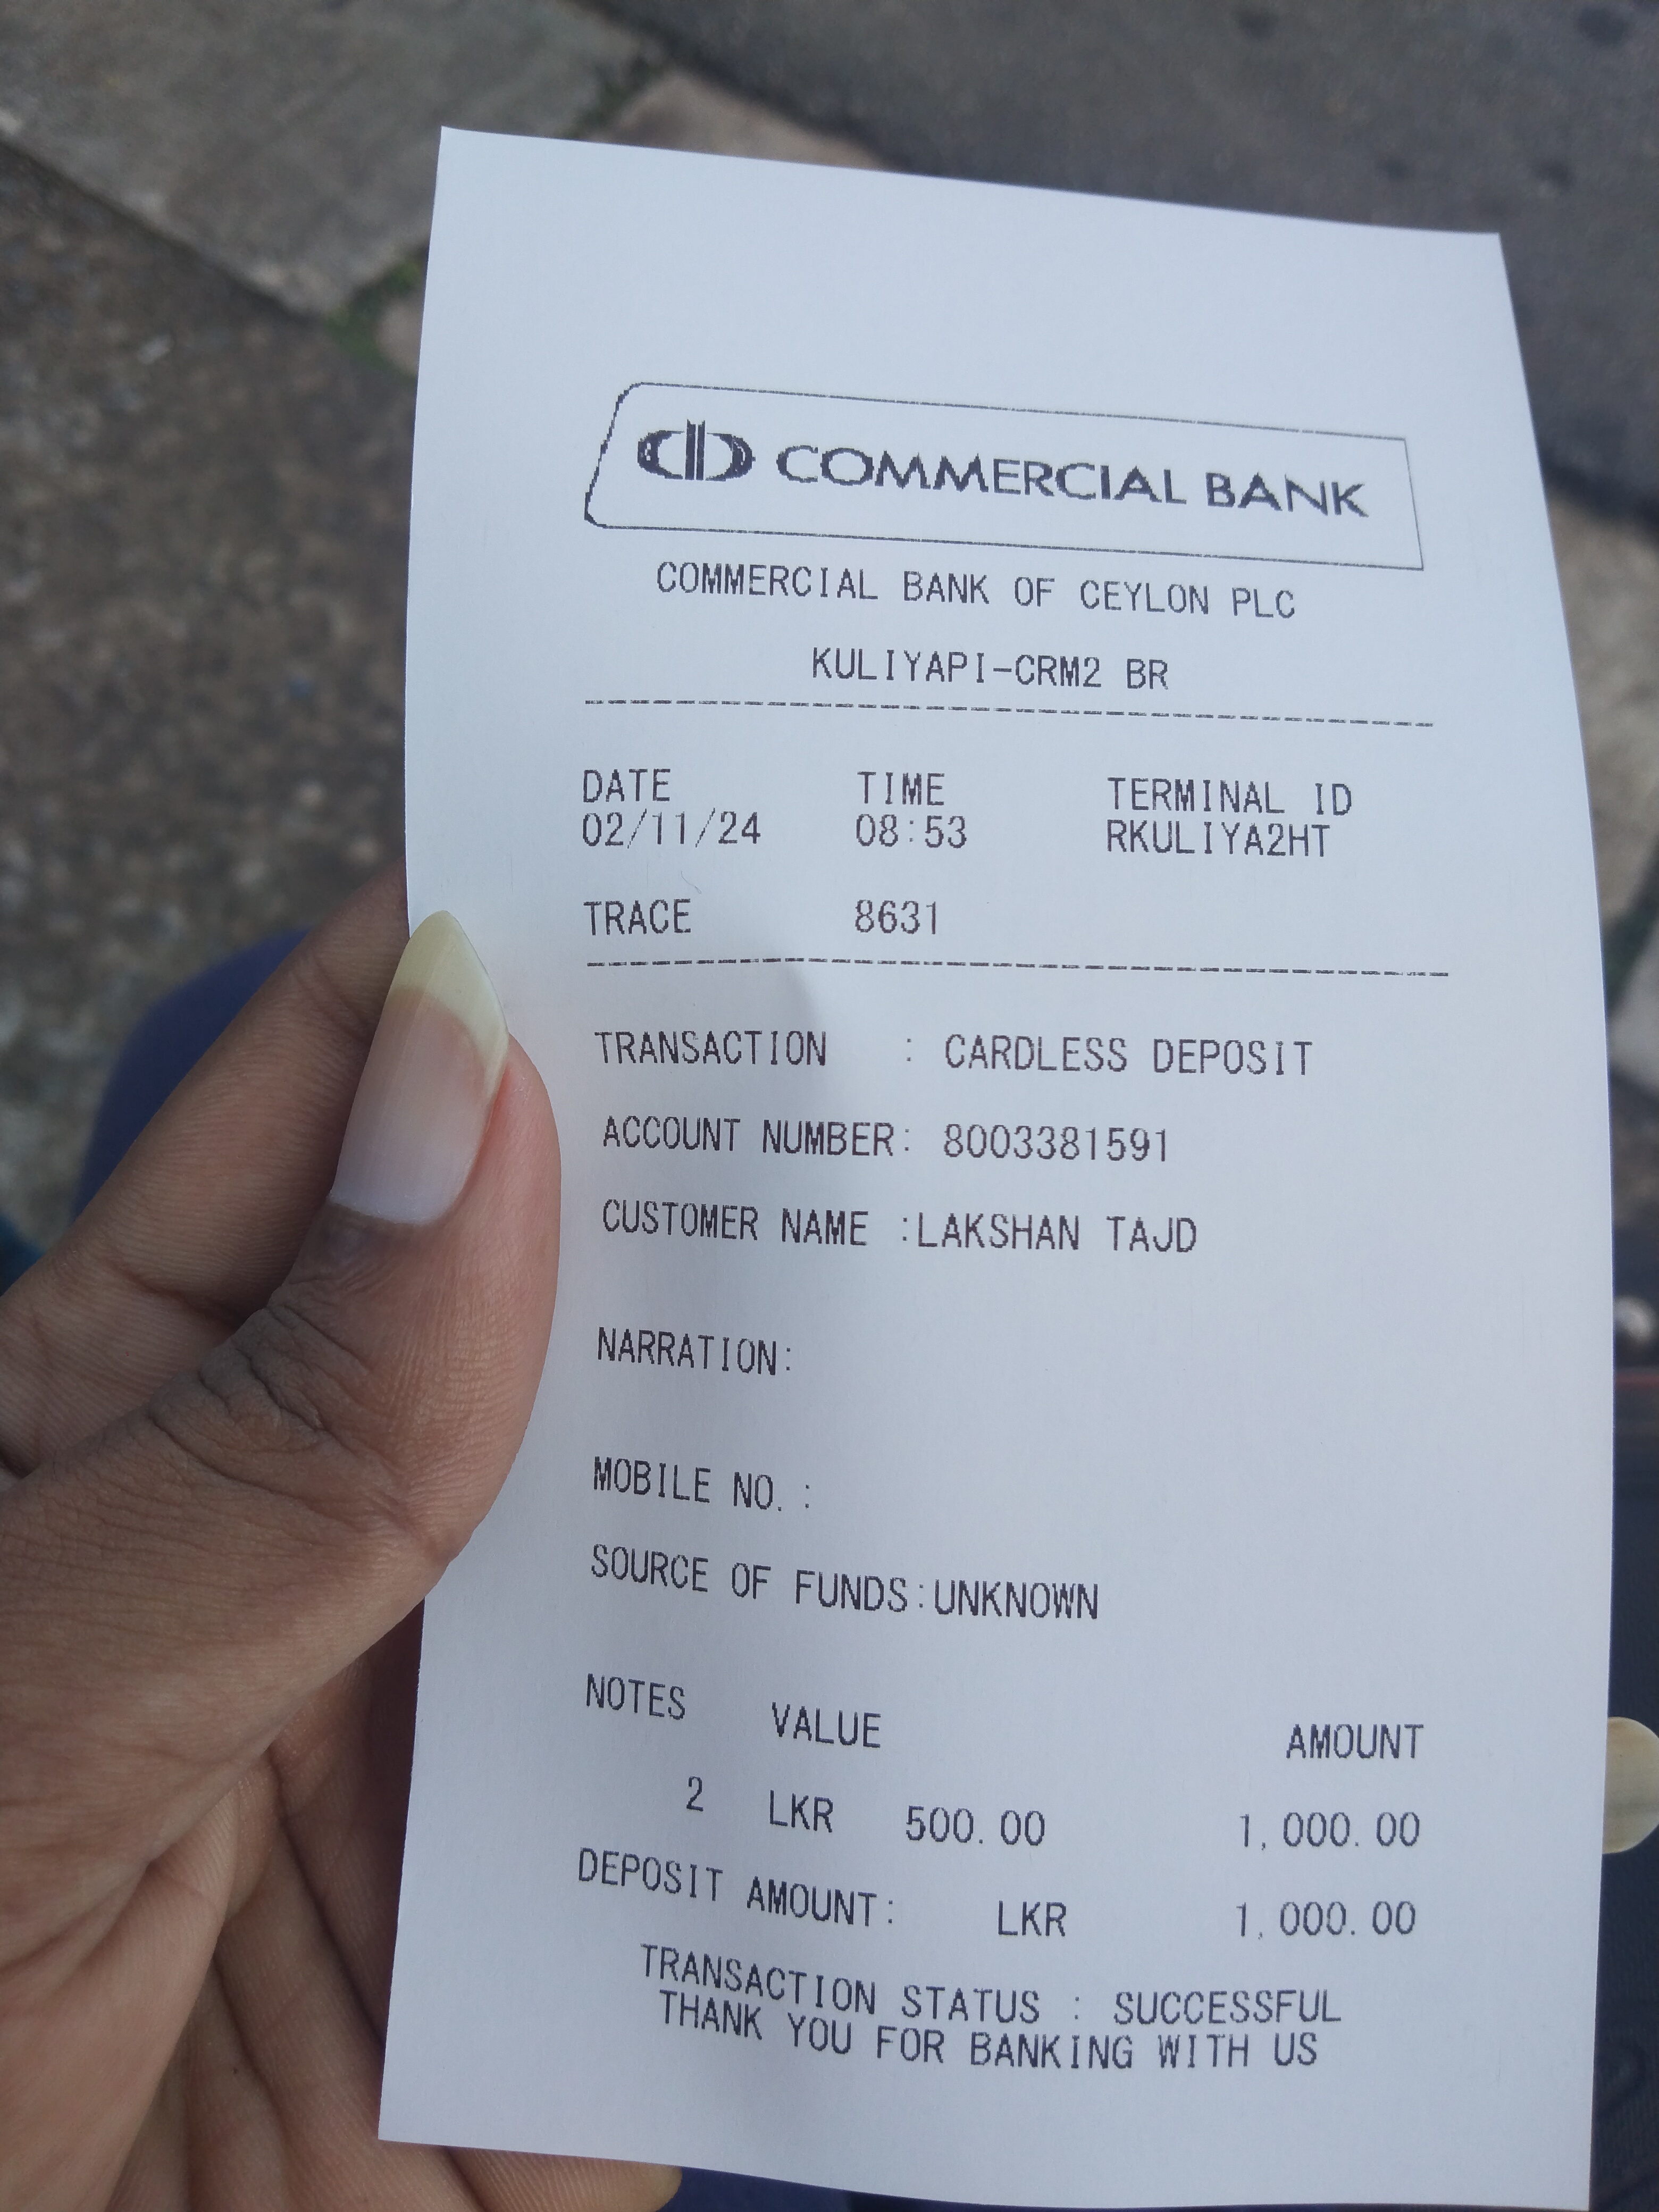 COMMERCIAL BANK
COMMERCIAL BANK OF CEYLON PLC
KULIYAPI-CRM2 BR
DATE TIME TERMINAL ID
02/11/24 08:53 RKULIYA2HT
TRACE 8631
TRANSACTION : CARDLESS DEPOSIT
ACCOUNT NUMBER: 8003381591
CUSTOMER NAME :LAKSHAN TAJD
NARRATION:
MOBILE NO. :
SOURCE OF FUNDS:UNKNOWN
NOTES VALUE AMOUNT
2 LKR 500.00 1,000.00
DEPOSIT AMOUNT: LKR 1,000.00
TRANSACTION STATUS : SUCCESSFUL
THANK YOU FOR BANKING WITH US